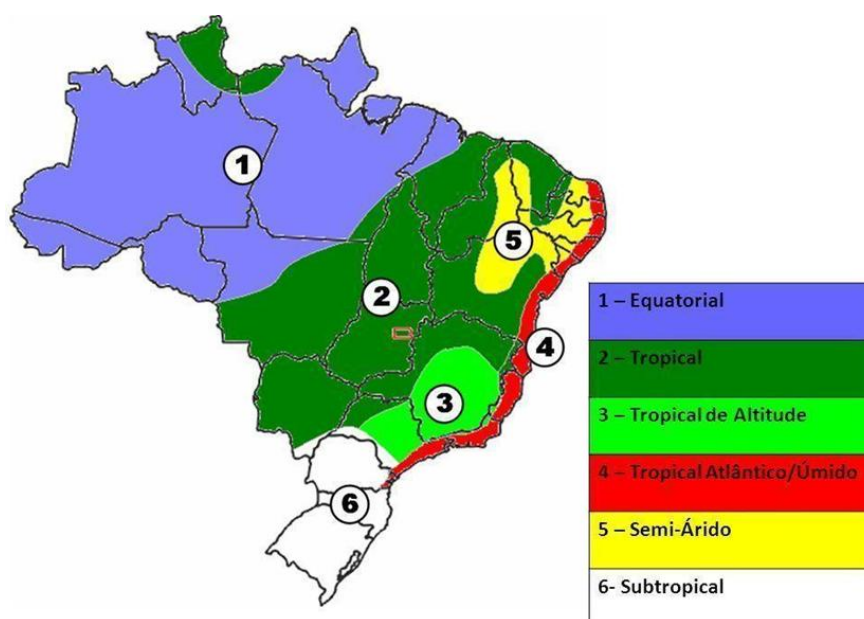 1
2
3
4
5
6
1 – Equatorial
2 – Tropical
3 – Tropical de Altitude
4 – Tropical Atlântico/Úmido
5 – Semi-Árido
6- Subtropical